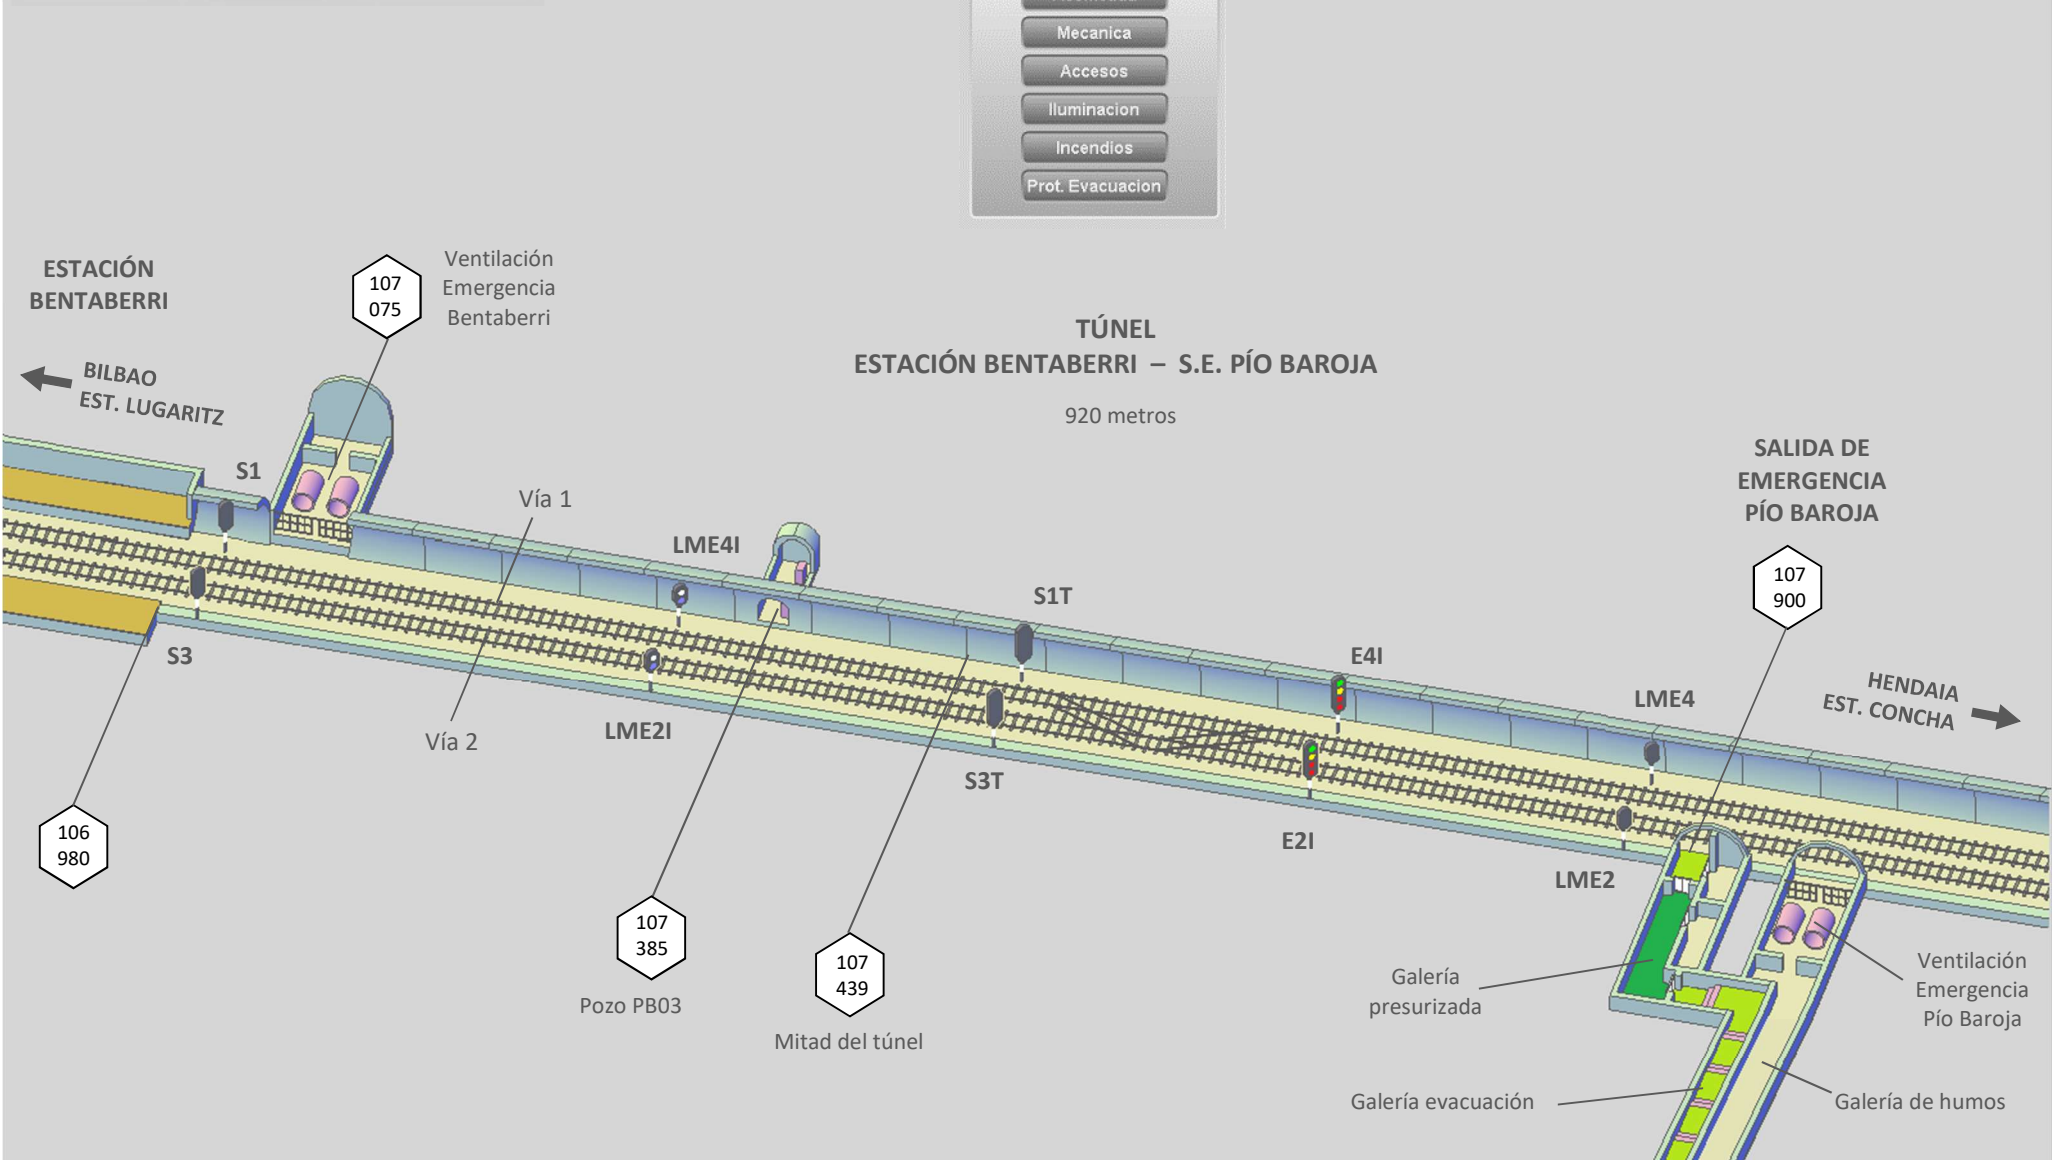 Mecanica
Accesos
Iluminacion
Incendios
Prot. Evacuacion
ESTACIÓN
BENTABERRI
107
075
Ventilación
Emergencia
Bentaberri
TÚNEL
ESTACIÓN BENTABERRI – S.E. PÍO BAROJA
920 metros
BILBAO
EST. LUGARITZ
SALIDA DE
EMERGENCIA
PÍO BAROJA
107
900
S1
Vía 1
LME4I
S1T
E4I
LME4
HENDAIA
EST. CONCHA
S3
Vía 2
LME2I
S3T
E2I
LME2
106
980
107
385
Pozo PB03
107
439
Mitad del túnel
Galería
presurizada
Ventilación
Emergencia
Pío Baroja
Galería evacuación
Galería de humos